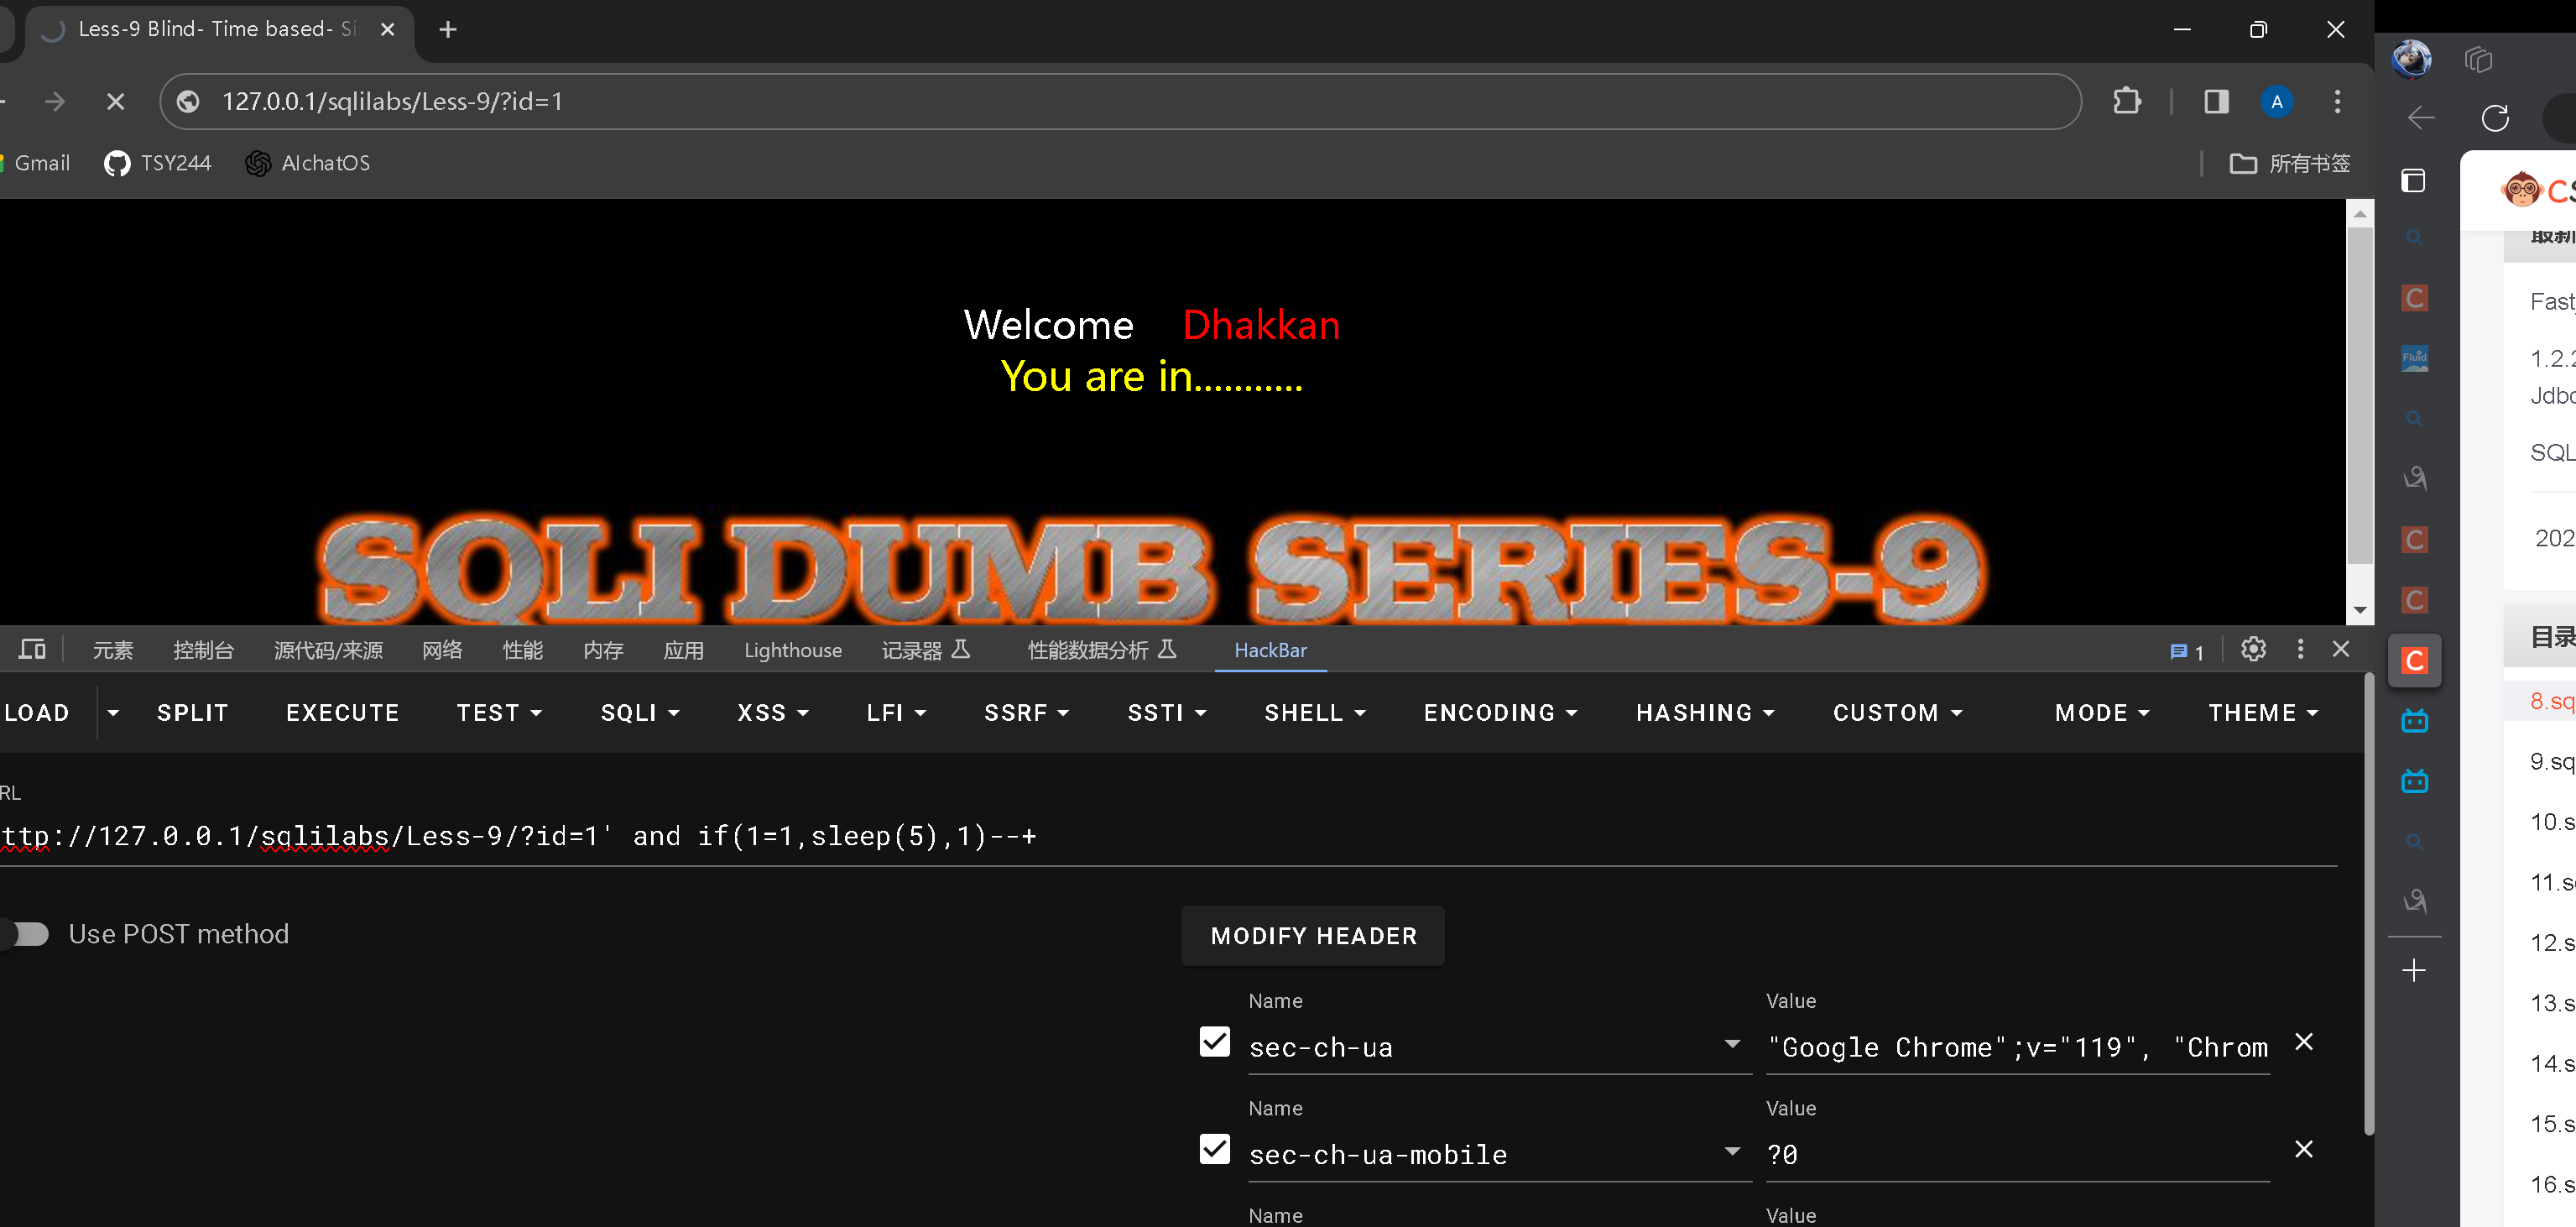 Less-9 Blind- Time based- Si
127.0.0.1/sqlilabs/Less-9/?id=1
A
Gmail TSY244 AIchatOS 所有书签
Welcome Dhakkan
You are in...........
SQLI DUMB SERIES-9
元素 控制台 源代码/来源 网络 性能 内存 应用 Lighthouse 记录器 性能数据分析 HackBar 1
LOAD SPLIT EXECUTE TEST SQLI XSS LFI SSRF SSTI SHELL ENCODING HASHING CUSTOM MODE THEME
RL
ttp://127.0.0.1/sqlilabs/Less-9/?id=1' and if(1=1,sleep(5),1)--+
Use POST method
MODIFY HEADER
Name Value
sec-ch-ua "Google Chrome";v="119", "Chrom
Name Value
sec-ch-ua-mobile ?0
Name Value
CS
最新
Fast
1.2.2
Jdbc
SQL
202
目录
8.sq
9.sq
10.s
11.s
12.s
13.s
14.s
15.s
16.s
Fluid